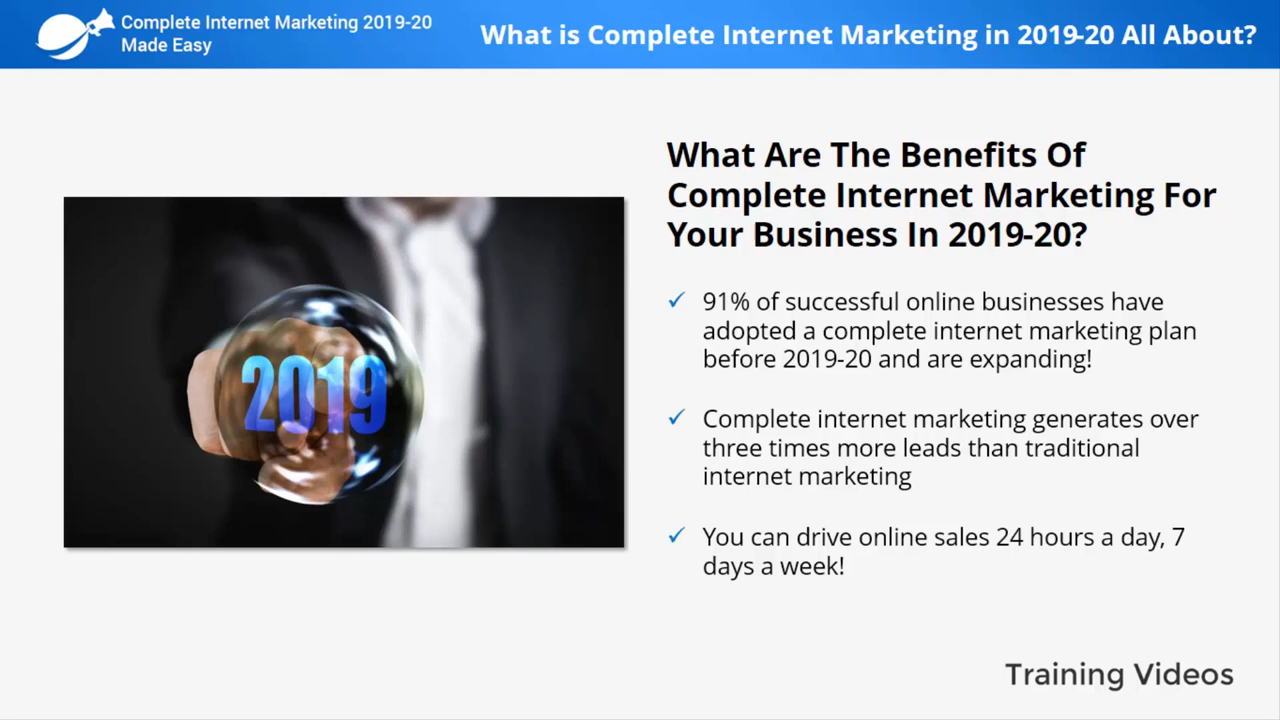 Complete Internet Marketing 2019-20
Made Easy
What is Complete Internet Marketing in 2019-20 All About?
What Are The Benefits Of
Complete Internet Marketing For
Your Business In 2019-20?
2019
✓ 91% of successful online businesses have
adopted a complete internet marketing plan
before 2019-20 and are expanding!
✓ Complete internet marketing generates over
three times more leads than traditional
internet marketing
✓ You can drive online sales 24 hours a day, 7
days a week!
Training Videos